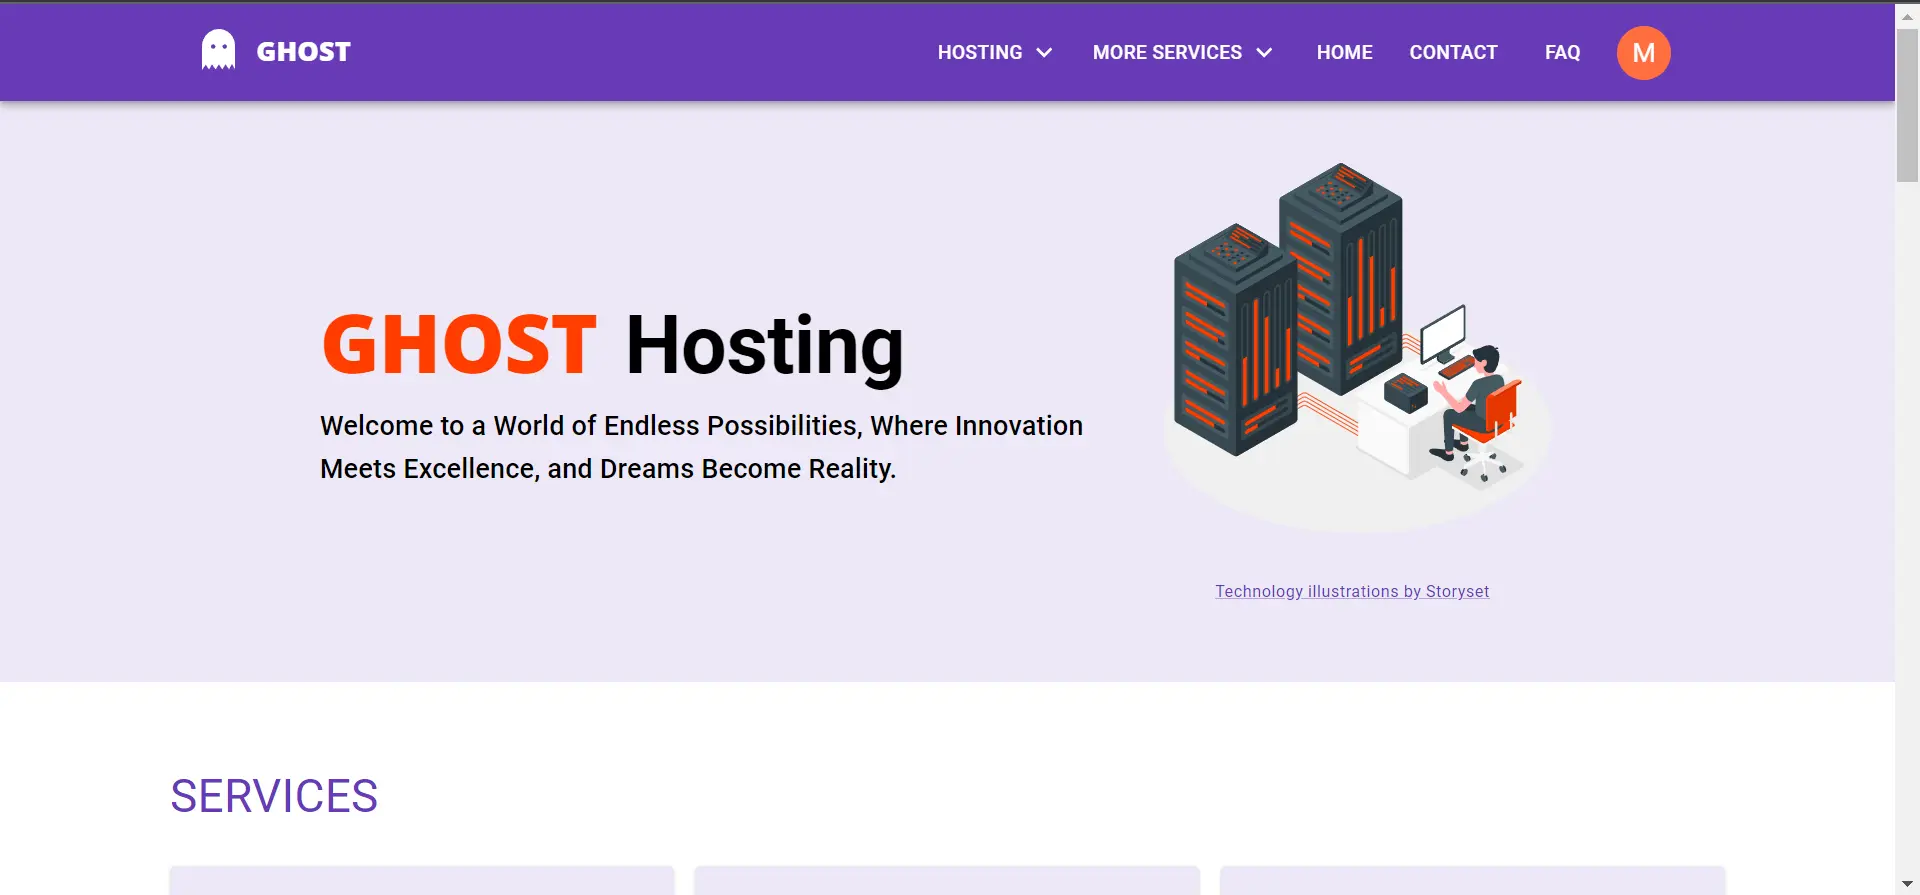 GHOST
HOSTING
MORE SERVICES
HOME
CONTACT
FAQ
M
GHOST Hosting
Welcome to a World of Endless Possibilities, Where Innovation
Meets Excellence, and Dreams Become Reality.
Technology illustrations by Storyset
SERVICES